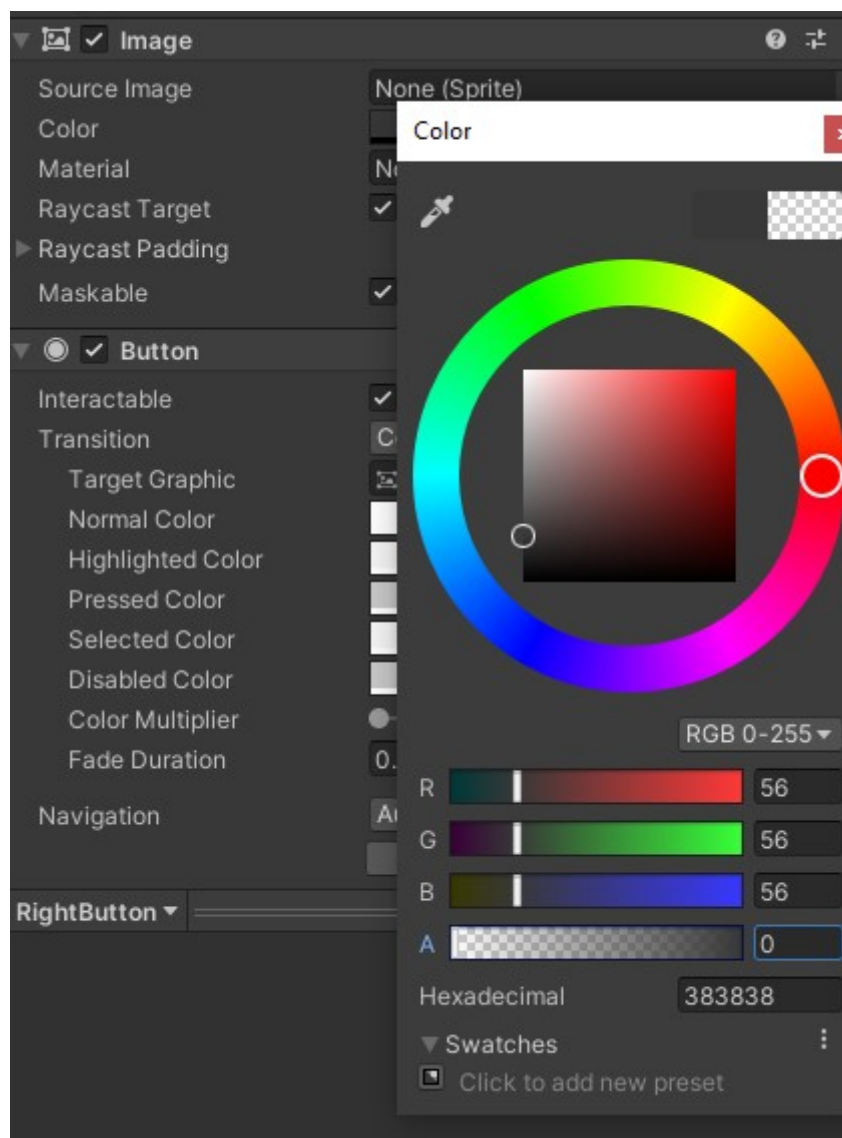 Image
Source Image None (Sprite)
Color
Material
Raycast Target
Raycast Padding
Maskable
Button
Interactable
Transition
Target Graphic
Normal Color
Highlighted Color
Pressed Color
Selected Color
Disabled Color
Color Multiplier
Fade Duration 0.
Navigation
RightButton
Color
RGB 0-255
R 56
G 56
B 56
A 0
Hexadecimal 383838
Swatches
Click to add new preset